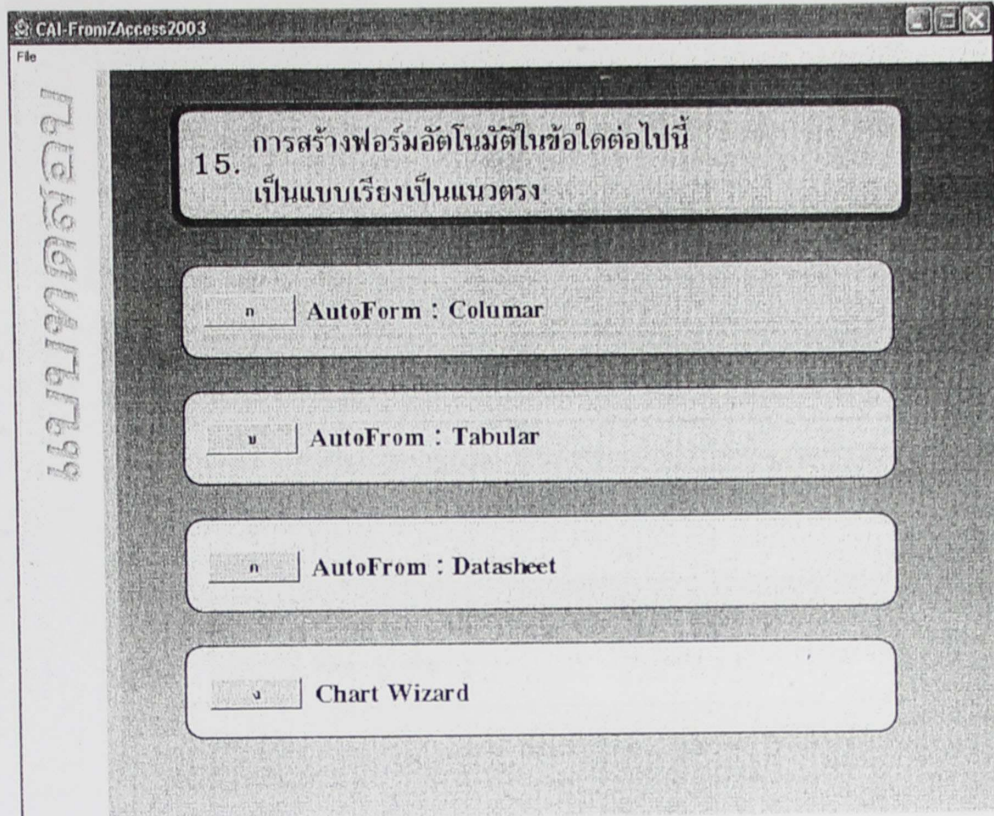 CAI-FromZAccess2003
File
แบบทดสอบ
15. การสร้างฟอร์มอัตโนมัติในข้อใดต่อไปนี้
เป็นแบบเรียงเป็นแนวตรง
ก AutoForm : Columar
ข AutoFrom : Tabular
ค AutoFrom : Datasheet
ง Chart Wizard